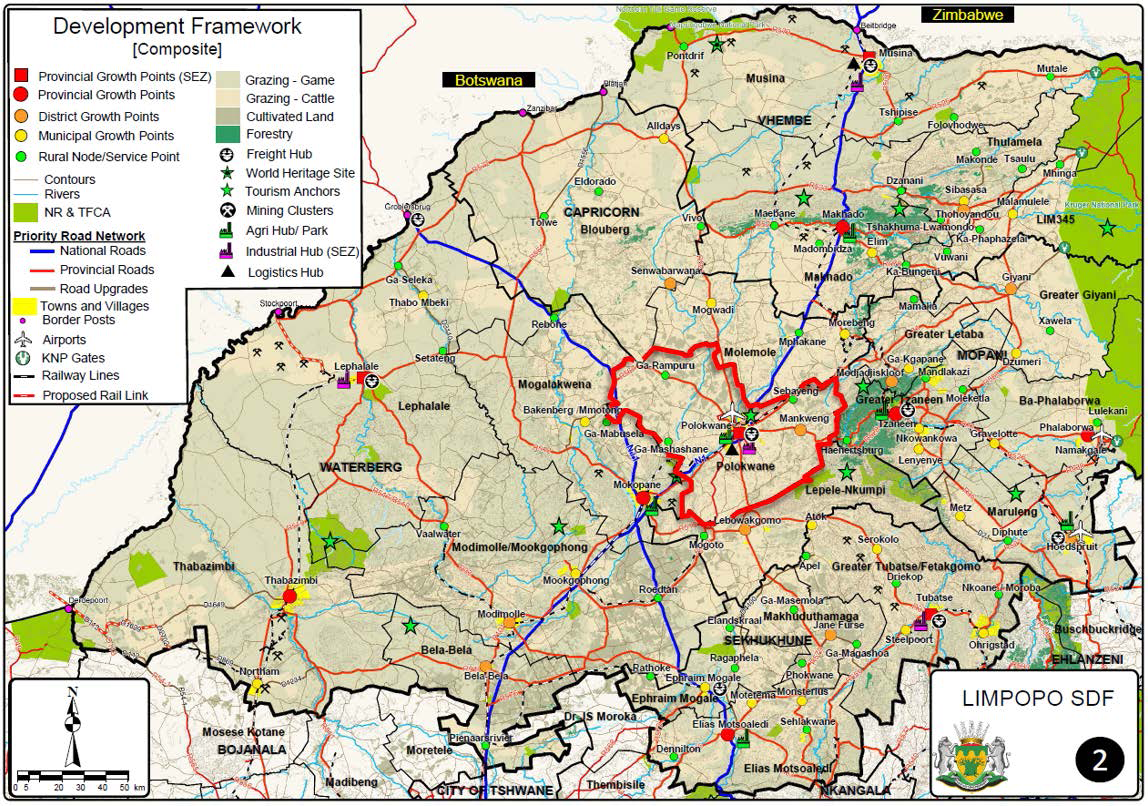 Development Framework
[Composite]
Provincial Growth Points (SEZ)
Provincial Growth Points
District Growth Points
Municipal Growth Points
Rural Node/Service Point
Contours
Rivers
NR & TFCA
Priority Road Network
National Roads
Provincial Roads
Road Upgrades
Towns and Villages
Border Posts
Airports
KNP Gates
Railway Lines
Proposed Rail Link
Grazing - Game
Grazing - Cattle
Cultivated Land
Forestry
Freight Hub
World Heritage Site
Tourism Anchors
Mining Clusters
Agri Hub/ Park
Industrial Hub (SEZ)
Logistics Hub
Zimbabwe
Botswana
Beitbridge
Pontdrif
Musina
Musina
Mutale
Platjan
Zanzibar
Alldays
VHEMBE
Tshipise
Folovhodwe
Thulamela
Makonde
Tsaulu
Mhinga
Eldorado
Dzanani
Sibasa
Malamulele
Kruger National Park
CAPRICORN
Blouberg
Tolwe
Vivo
Maebane
Makhado
Thohoyandou
Tshakhuma-Lwamondo
LIM345
Ka-Phaphazela
Groblersbrug
Madombidza
Elim
Vuwani
Ka-Bungeni
Makhado
Senwabarwana
Giyani
Greater Giyani
Ga-Seleka
Thabo Mbeki
Mogwadi
Mamaila
Stockpoort
Rebone
Morebeng
Xawela
Mphakane
Greater Letaba
Setateng
Molemole
Ga-Kgapane
MOPANI
Dzumeri
Lephalale
Ga-Rampuru
Modjadjiskloof
Mandlakazi
Mogalakwena
Sebayeng
Greater Tzaneen
Moleketla
Ba-Phalaborwa
Lephalale
Bakenberg /Mmotong
Mankweng
Tzaneen
Lulekani
Polokwane
Phalaborwa
Ga-Mabusela
Nkowankowa
Gravelotte
Ga-Mashashane
Haenertsburg
Namakgale
Lenyenye
WATERBERG
Polokwane
Mokopane
Lepele-Nkumpi
Metz
Maruleng
Lebowakgomo
Atok
Vaalwater
Serokolo
Diphute
Modimolle/Mookgophong
Mogoto
Hoedspruit
Thabazimbi
Apel
Greater Tubatse/Fetakgomo
Mookgophong
Driekop
Thabazimbi
Roedtan
Nkoane
Moroba
Derdepoort
Ga-Masemola
Tubatse
Modimolle
Elandskraal
Makhuduthamaga
Jane Furse
Buschbuckridge
SEKHUKHUNE
Steelpoort
Bela-Bela
Ragaphela
Ga-Magashoa
Ohrigstad
EHLANZENI
Rathoke
Phokwane
Northam
Bela-Bela
Ephraim Mogale
Ephraim Mogale
Motetema
Monsterlus
Dr. JS Moroka
Sehlakwane
Mosese Kotane
Elias Motsoaledi
BOJANALA
Pienaarsrivier
Moretele
Dennilton
Elias Motsoaledi
Madibeng
CITY OF TSHWANE
Thembisile
NKANGALA
N
0 5 10 20 30 40 50 km
LIMPOPO SDF
2